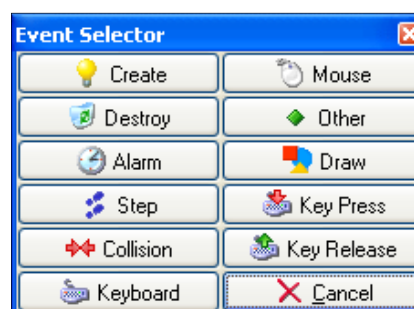 Event Selector
Create Mouse
Destroy Other
Alarm Draw
Step Key Press
Collision Key Release
Keyboard Cancel